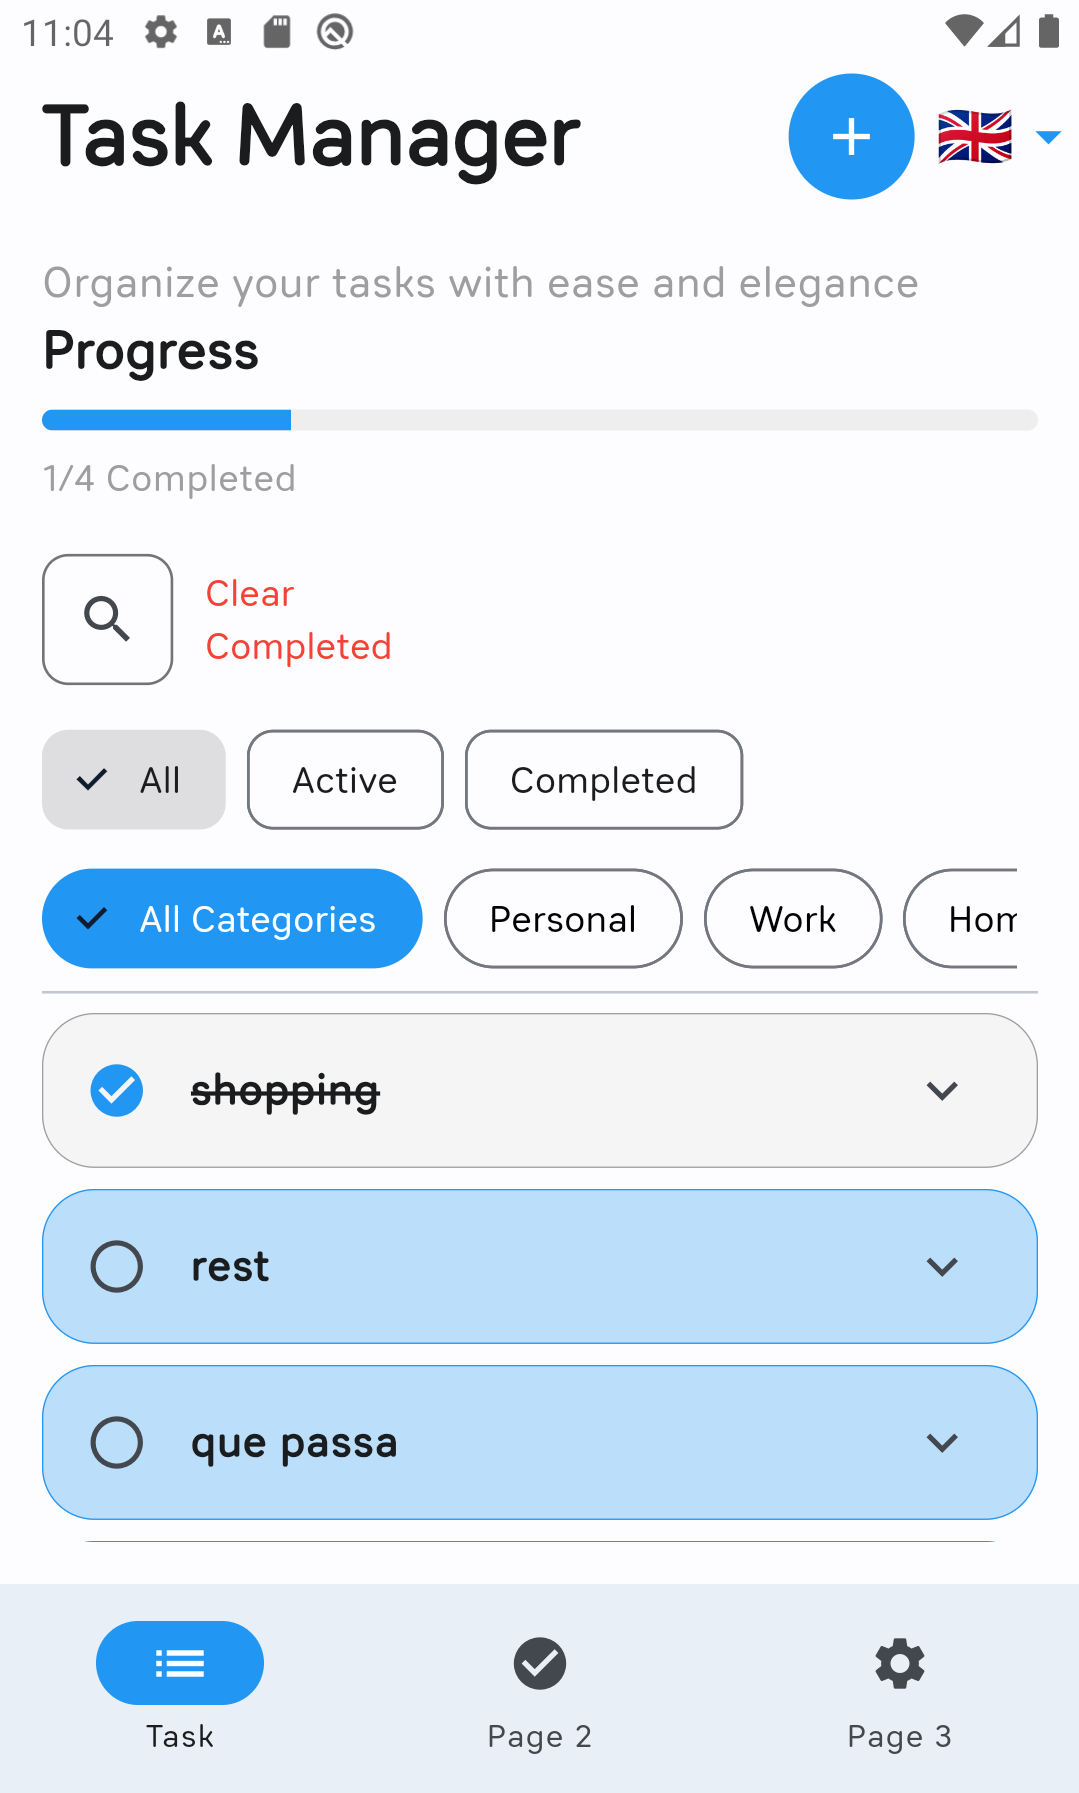 11:04
Task Manager
Organize your tasks with ease and elegance
Progress
1/4 Completed
Clear
Completed
All Active Completed
All Categories Personal Work Hom
shopping
rest
que passa
Task Page 2 Page 3